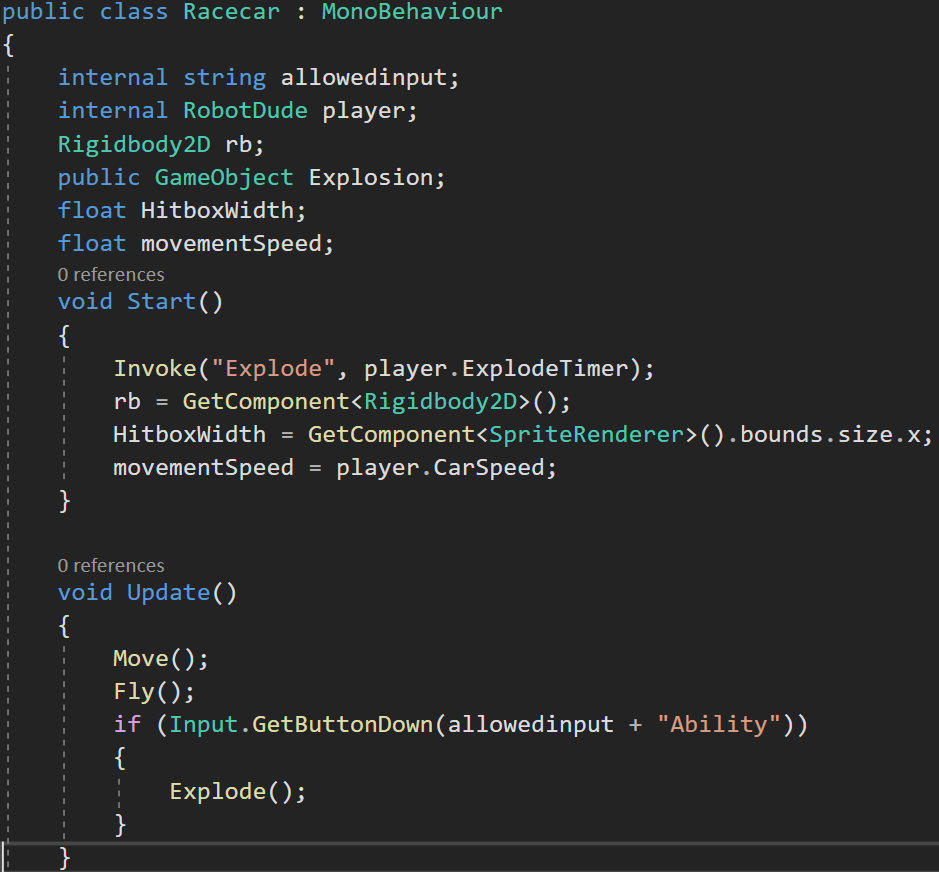 public class Racecar : MonoBehaviour
{
    internal string allowedinput;
    internal RobotDude player;
    Rigidbody2D rb;
    public GameObject Explosion;
    float HitboxWidth;
    float movementSpeed;
    0 references
    void Start()
    {
        Invoke("Explode", player.ExplodeTimer);
        rb = GetComponent<Rigidbody2D>();
        HitboxWidth = GetComponent<SpriteRenderer>().bounds.size.x;
        movementSpeed = player.CarSpeed;
    }
    0 references
    void Update()
    {
        Move();
        Fly();
        if (Input.GetButtonDown(allowedinput + "Ability"))
        {
            Explode();
        }
    }